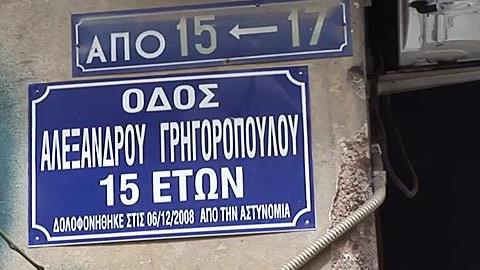 ΑΠΟ 15 ← 17
ΟΔΟΣ
ΑΛΕΞΑΝΔΡΟΥ ΓΡΗΓΟΡΟΠΟΥΛΟΥ
15 ΕΤΩΝ
ΔΟΛΟΦΟΝΗΘΗΚΕ ΣΤΙΣ 06/12/2008 ΑΠΟ ΤΗΝ ΑΣΤΥΝΟΜΙΑ